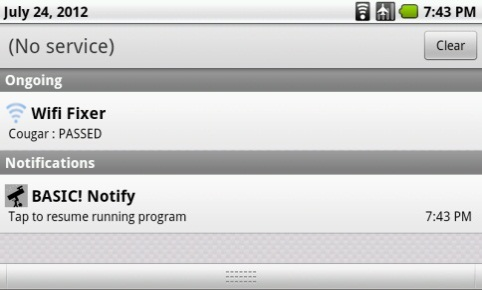 July 24, 2012 7:43 PM
(No service) Clear
Ongoing
Wifi Fixer
Cougar : PASSED
Notifications
BASIC! Notify
Tap to resume running program 7:43 PM